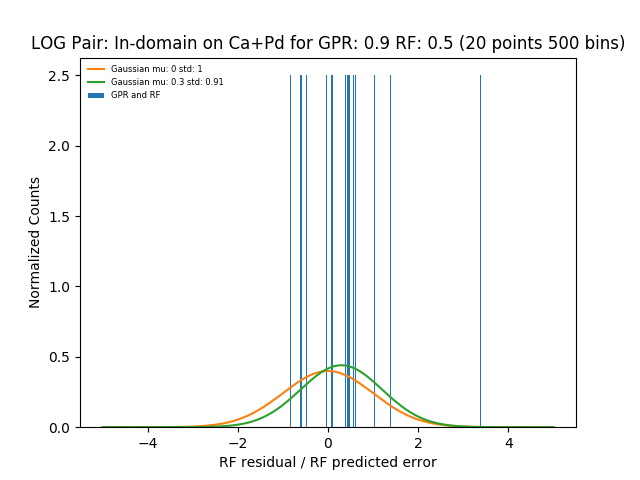 LOG Pair: In-domain on Ca+Pd for GPR: 0.9 RF: 0.5 (20 points 500 bins)
Gaussian mu: 0 std: 1
Gaussian mu: 0.3 std: 0.91
GPR and RF
2.5
2.0
1.5
1.0
0.5
0.0
Normalized Counts
−4
−2
0
2
4
RF residual / RF predicted error